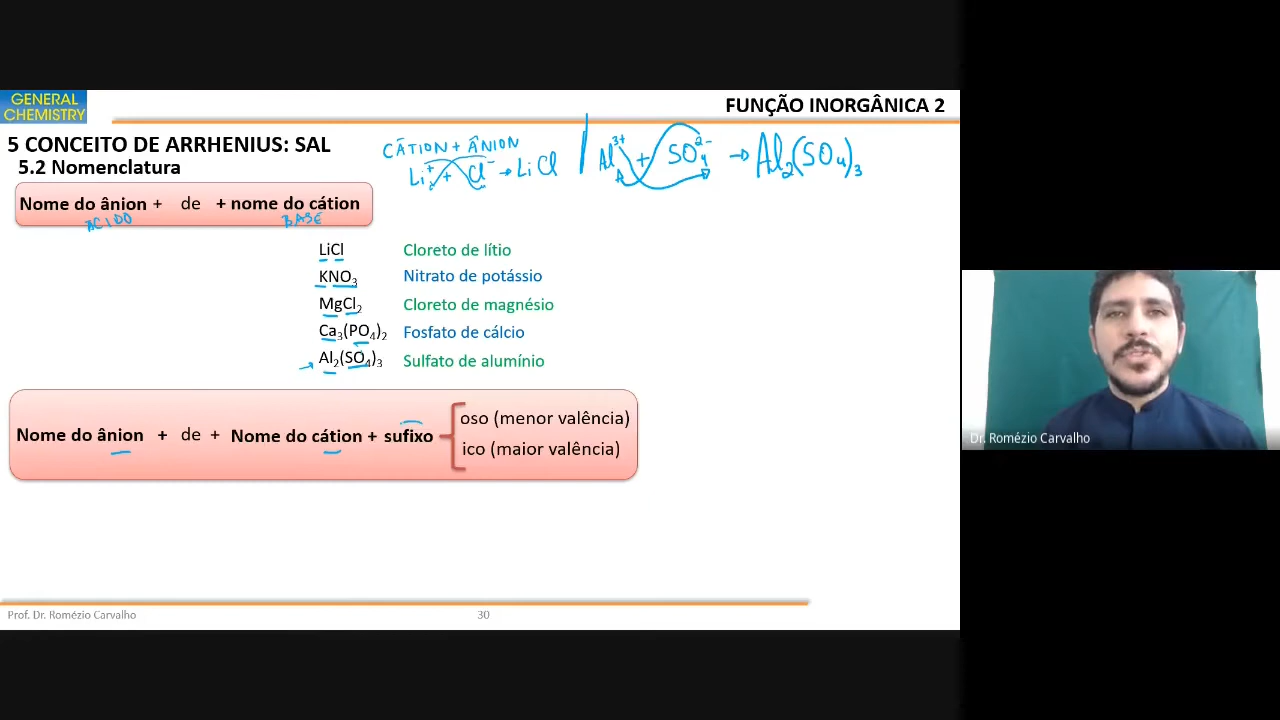 GENERAL
CHEMISTRY
FUNÇÃO INORGÂNICA 2
5 CONCEITO DE ARRHENIUS: SAL
5.2 Nomenclatura
CÃTION + ÂNION
Li⁺ + Cl⁻ → LiCl
Al³⁺ + SO₄²⁻ → Al₂(SO₄)₃
Nome do ânion + de + nome do cátion
ÁCIDO BASE
LiCl Cloreto de lítio
KNO₃ Nitrato de potássio
MgCl₂ Cloreto de magnésio
Ca₃(PO₄)₂ Fosfato de cálcio
→ Al₂(SO₄)₃ Sulfato de alumínio
Nome do ânion + de + Nome do cátion + sufixo
oso (menor valência)
ico (maior valência)
Dr. Romézio Carvalho
Prof. Dr. Romézio Carvalho 30